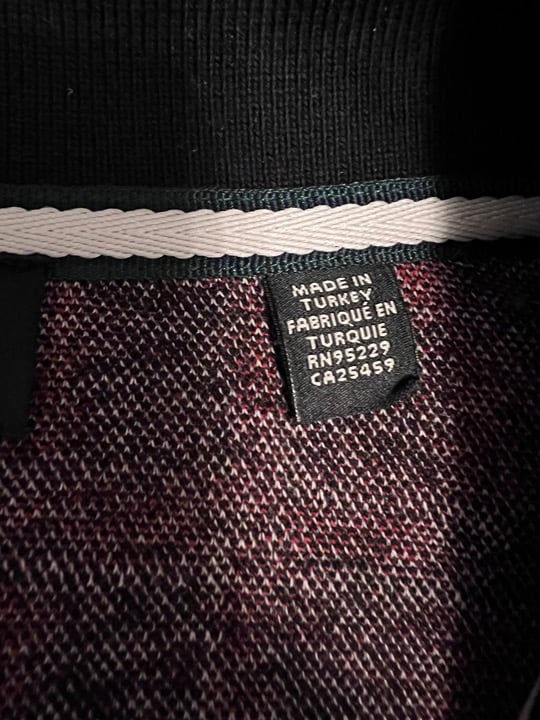 MADE IN
TURKEY
FABRIQUÉ EN
TURQUIE
RN95229
CA25459